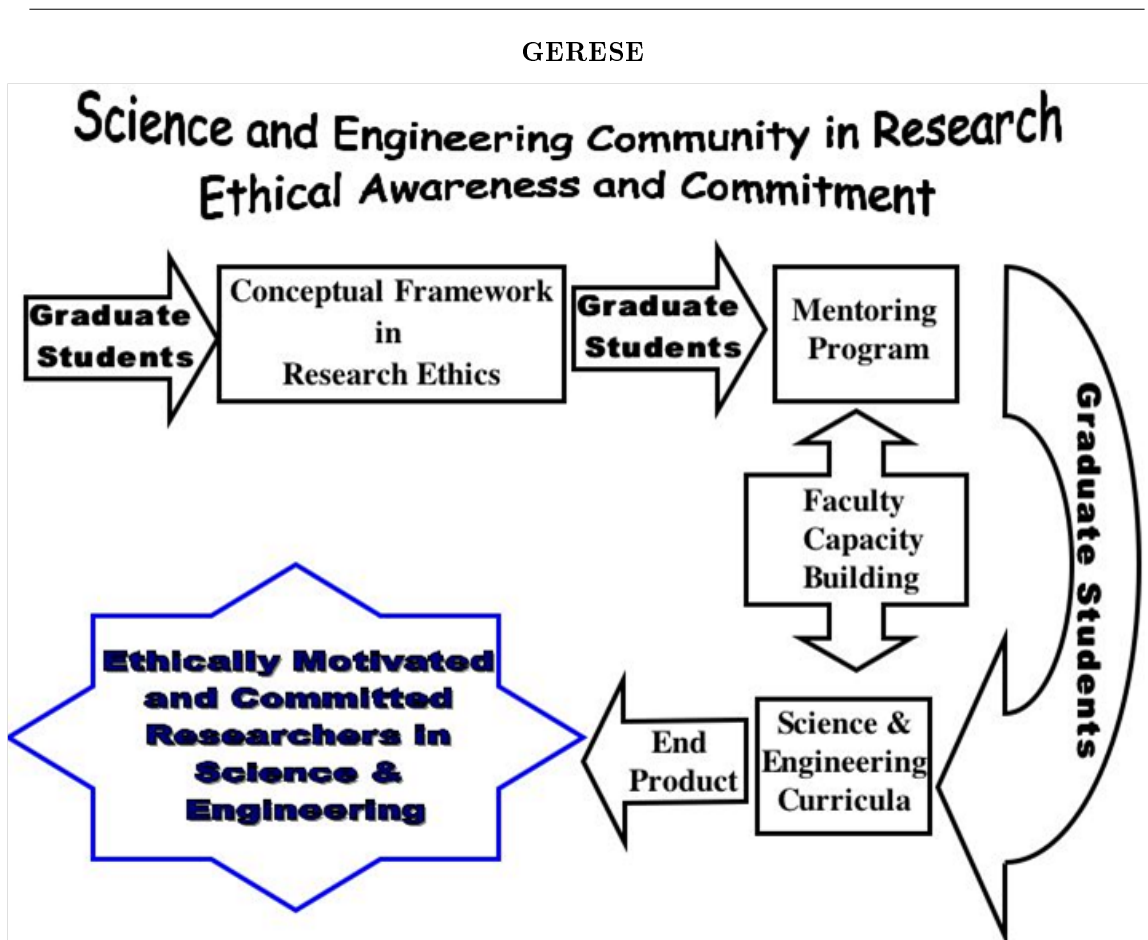 GERESE
Science and Engineering Community in Research
Ethical Awareness and Commitment
Graduate
Students
Conceptual Framework
in
Research Ethics
Graduate
Students
Mentoring
Program
Graduate Students
Faculty
Capacity
Building
Science &
Engineering
Curricula
End
Product
Ethically Motivated
and Committed
Researchers in
Science &
Engineering